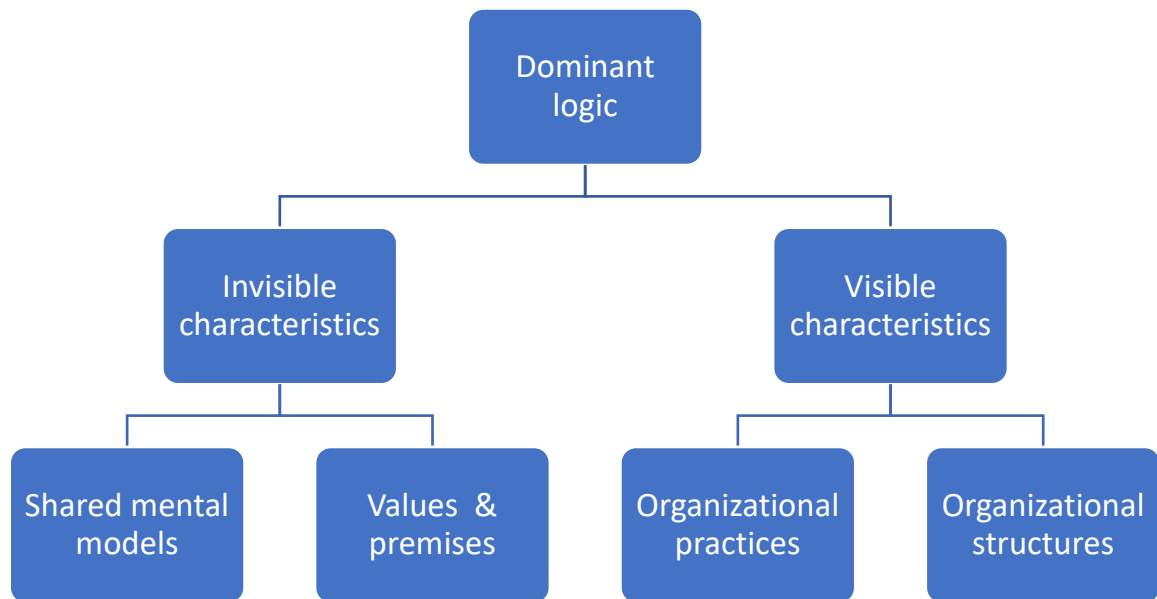 Dominant
logic
Invisible
characteristics
Visible
characteristics
Shared mental
models
Values & 
premises
Organizational
practices
Organizational
structures